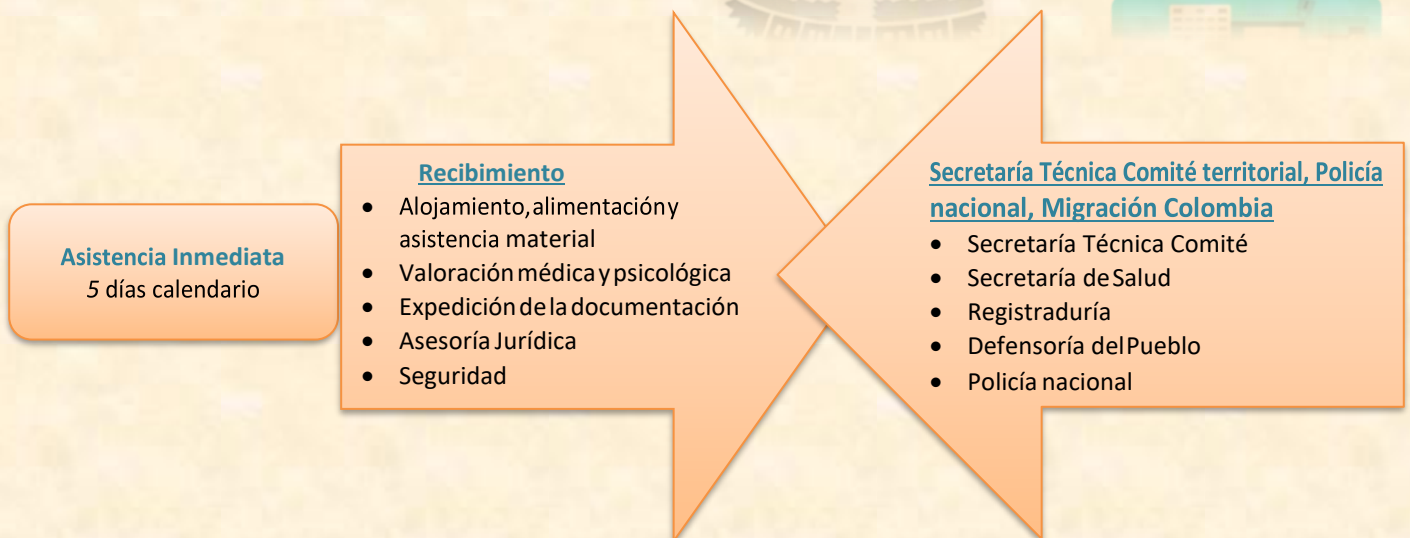 Asistencia Inmediata
5 días calendario
Recibimiento
• Alojamiento, alimentación y
asistencia material
• Valoración médica y psicológica
• Expedición de la documentación
• Asesoría Jurídica
• Seguridad
Secretaría Técnica Comité territorial, Policía
nacional, Migración Colombia
• Secretaría Técnica Comité
• Secretaría de Salud
• Registraduría
• Defensoría del Pueblo
• Policía nacional